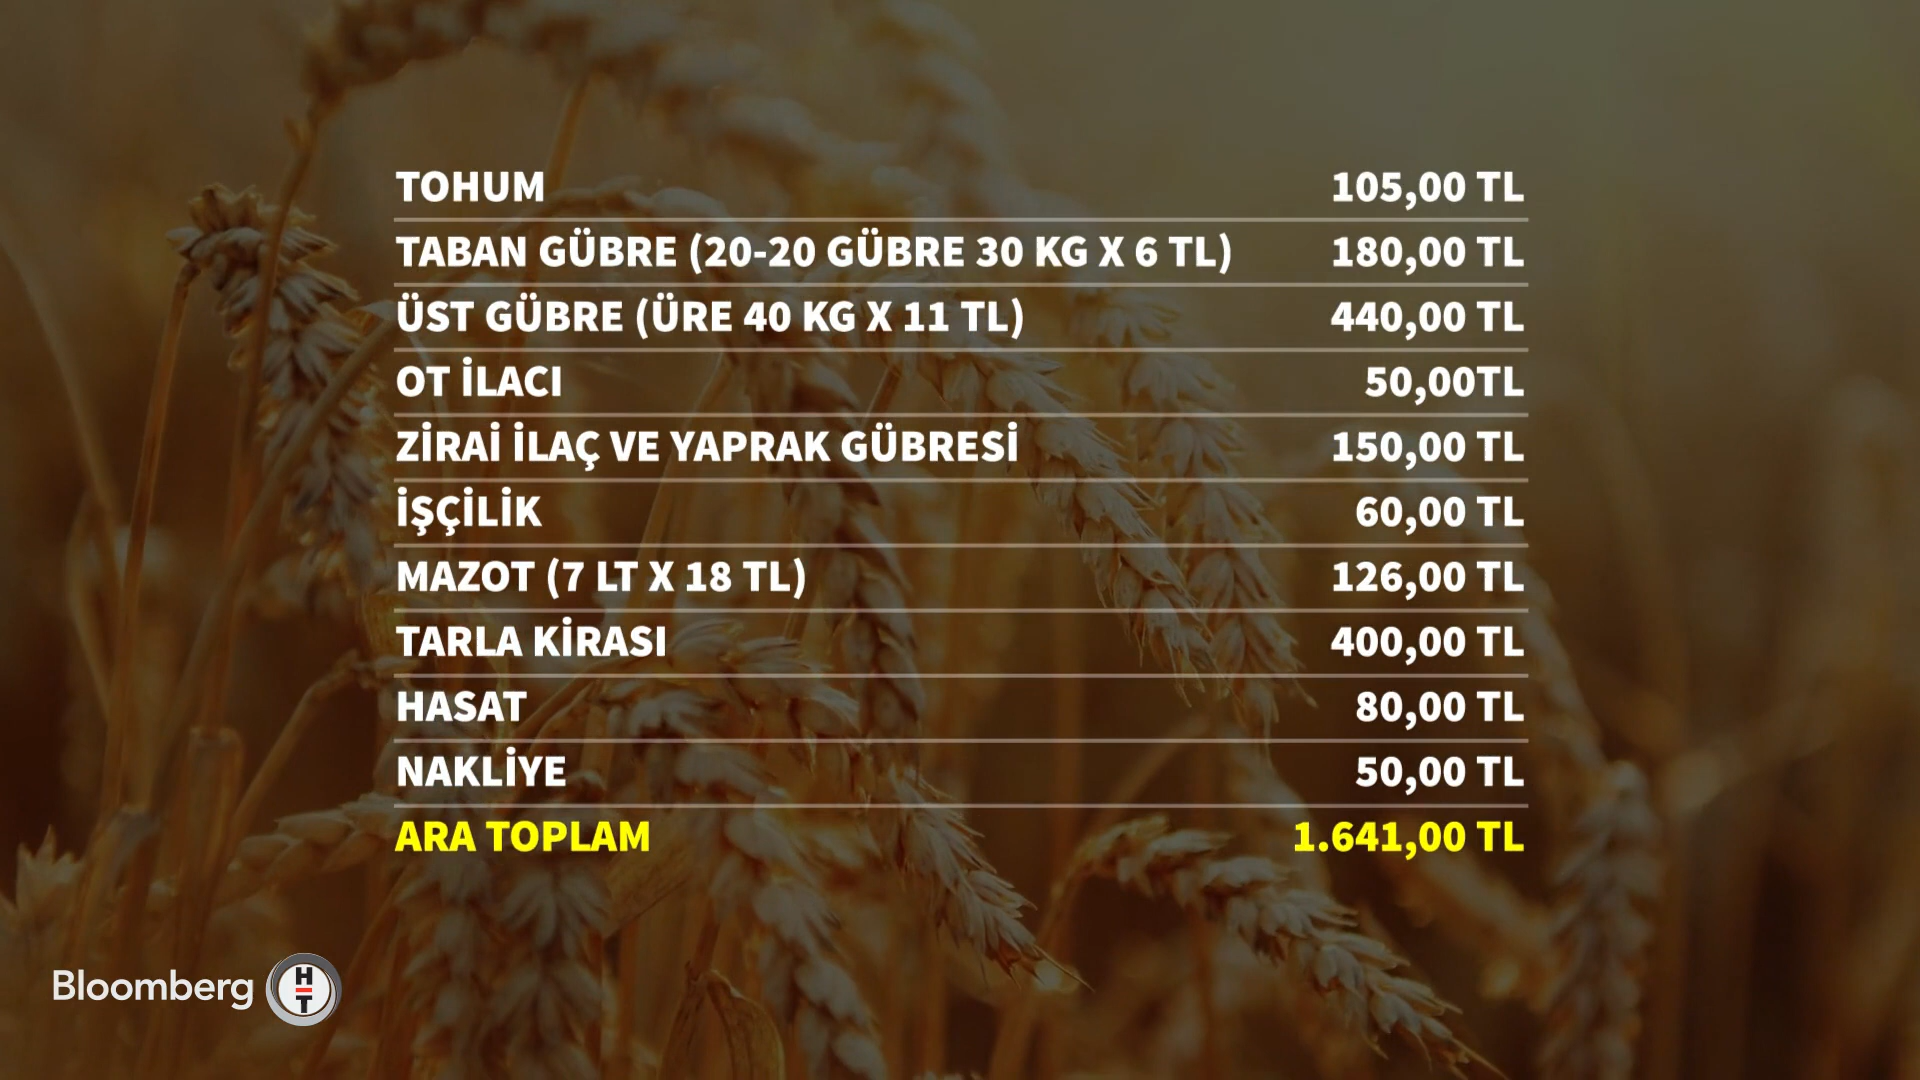 TOHUM 105,00 TL
TABAN GÜBRE (20-20 GÜBRE 30 KG X 6 TL) 180,00 TL
ÜST GÜBRE (ÜRE 40 KG X 11 TL) 440,00 TL
OT İLACI 50,00TL
ZİRAİ İLAÇ VE YAPRAK GÜBRESİ 150,00 TL
İŞÇİLİK 60,00 TL
MAZOT (7 LT X 18 TL) 126,00 TL
TARLA KİRASI 400,00 TL
HASAT 80,00 TL
NAKLİYE 50,00 TL
ARA TOPLAM 1.641,00 TL
Bloomberg HT